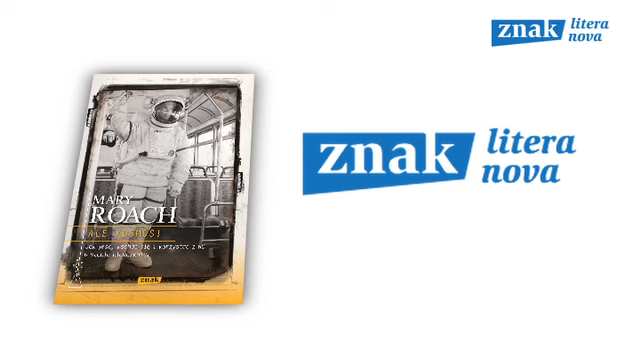 znak litera
nova
MARY
ROACH
ALE KOSMOS!
znak
znak litera
nova